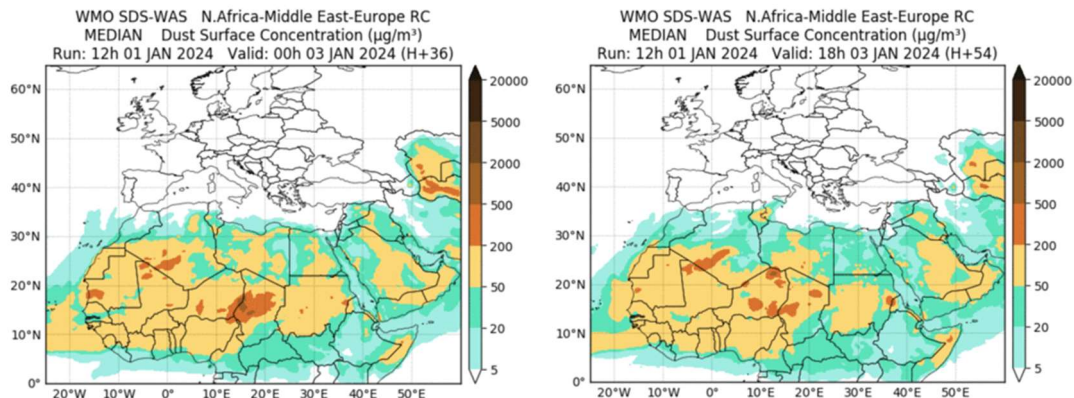 WMO SDS-WAS N.Africa-Middle East-Europe RC
MEDIAN Dust Surface Concentration (µg/m³)
Run: 12h 01 JAN 2024 Valid: 00h 03 JAN 2024 (H+36)
60°N
50°N
40°N
30°N
20°N
10°N
0°
20°W 10°W 0° 10°E 20°E 30°E 40°E 50°E
20000
5000
2000
500
200
50
20
5
WMO SDS-WAS N.Africa-Middle East-Europe RC
MEDIAN Dust Surface Concentration (µg/m³)
Run: 12h 01 JAN 2024 Valid: 18h 03 JAN 2024 (H+54)
60°N
50°N
40°N
30°N
20°N
10°N
0°
20°W 10°W 0° 10°E 20°E 30°E 40°E 50°E
20000
5000
2000
500
200
50
20
5